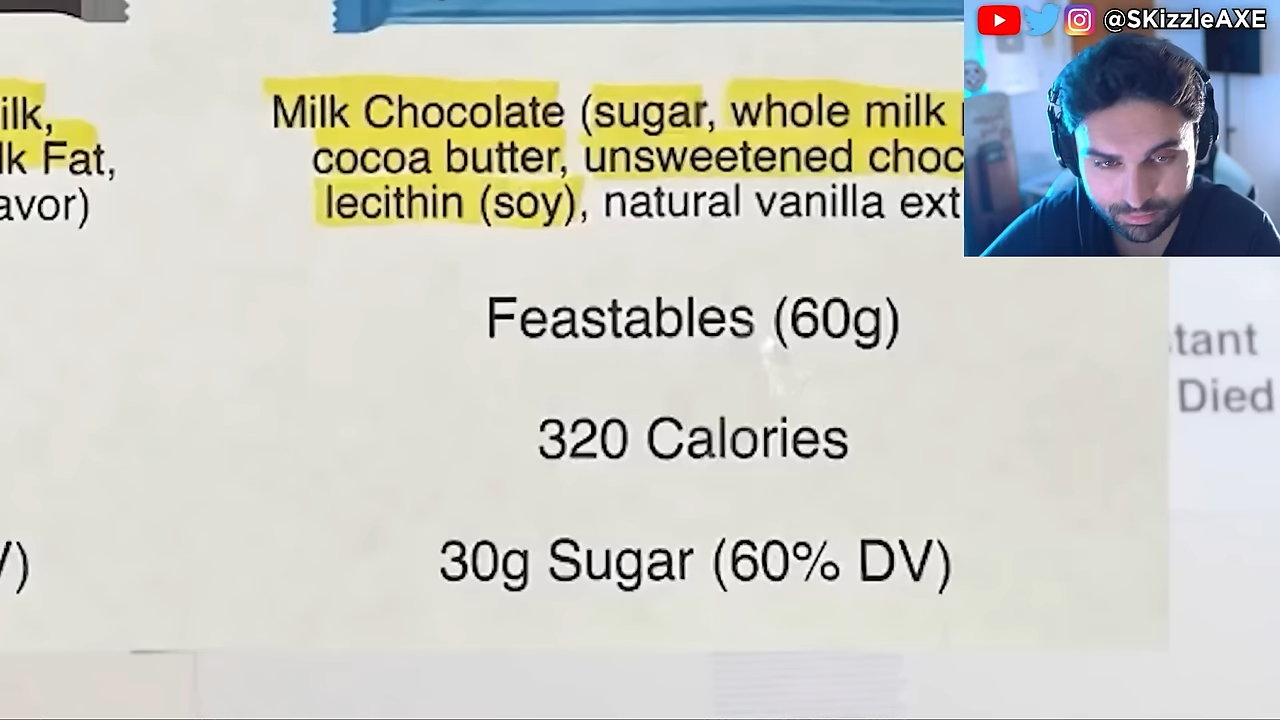 @SKizzleAXE
ilk,
lk Fat,
avor)
Milk Chocolate (sugar, whole milk
cocoa butter, unsweetened choc
lecithin (soy), natural vanilla ext
Feastables (60g)
320 Calories
30g Sugar (60% DV)
V)
tant
Died